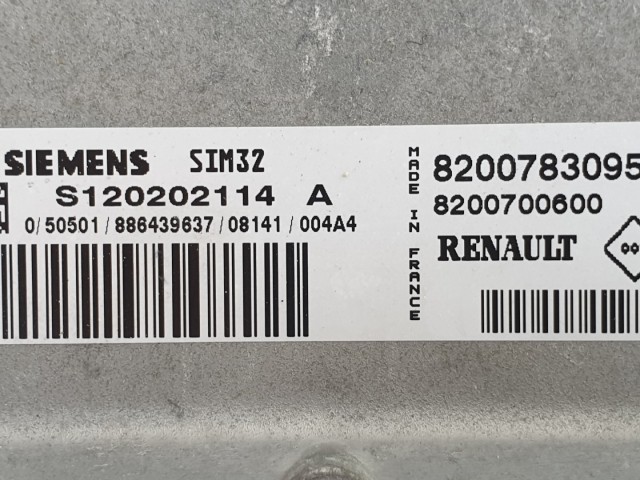 SIEMENS SIM32
S120202114 A
0/50501/886439637/08141/004A4
MADE IN FRANCE
8200783095
8200700600
RENAULT